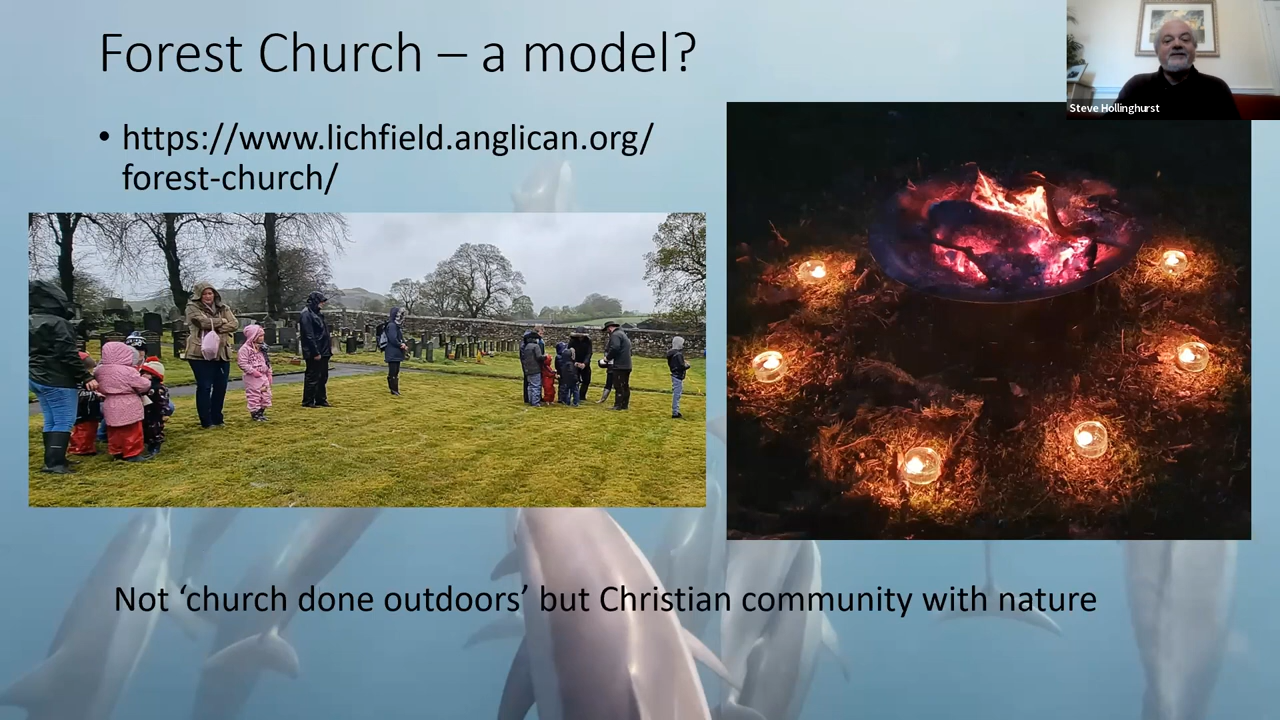 Forest Church – a model?
Steve Hollinghurst
• https://www.lichfield.anglican.org/
forest-church/
Not ‘church done outdoors’ but Christian community with nature